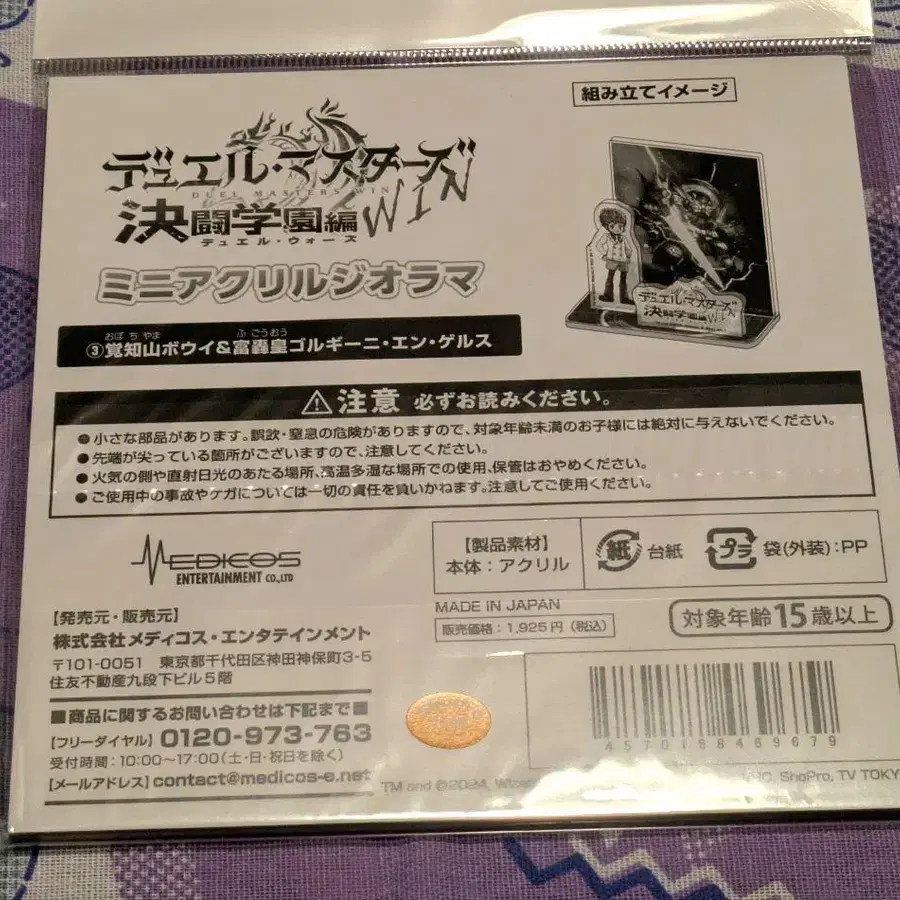 組み立てイメージ
デュエル・マスターズ WIN
DUEL MASTERS WIN
決闘学園編
デュエル・ウォーズ
ミニアクリルジオラマ
デュエル・マスターズ WIN
決闘学園編
おぼちやま ふごうおう
③覚知山ボウイ&富轟皇ゴルギーニ・エン・ゲルス
注意 必ずお読みください。
●小さな部品があります。誤飲・窒息の危険がありますので、対象年齢未満のお子様には絶対に与えないでください。
●先端が尖っている箇所がございますので、注意してください。
●火気の側や直射日光のあたる場所、高温多湿な場所での使用、保管はおやめください。
●ご使用中の事故やケガについては一切の責任を負いかねます。注意してご使用ください。
MEDICOS
ENTERTAINMENT CO.,LTD
【製品素材】
本体:アクリル
紙 台紙
プラ 袋(外装):PP
MADE IN JAPAN
販売価格:1,925円(税込)
対象年齢15歳以上
【発売元・販売元】
株式会社メディコス・エンタテインメント
〒101-0051 東京都千代田区神田神保町3-5
住友不動産九段下ビル5階
■商品に関するお問い合わせは下記まで■
【フリーダイヤル】0120-973-763
受付時間:10:00~17:00(土・日・祝日を除く)
【メールアドレス】contact@medicos-e.net
4570198469679
TM and ©2024, Wizar
ShoPro, TV TOKY